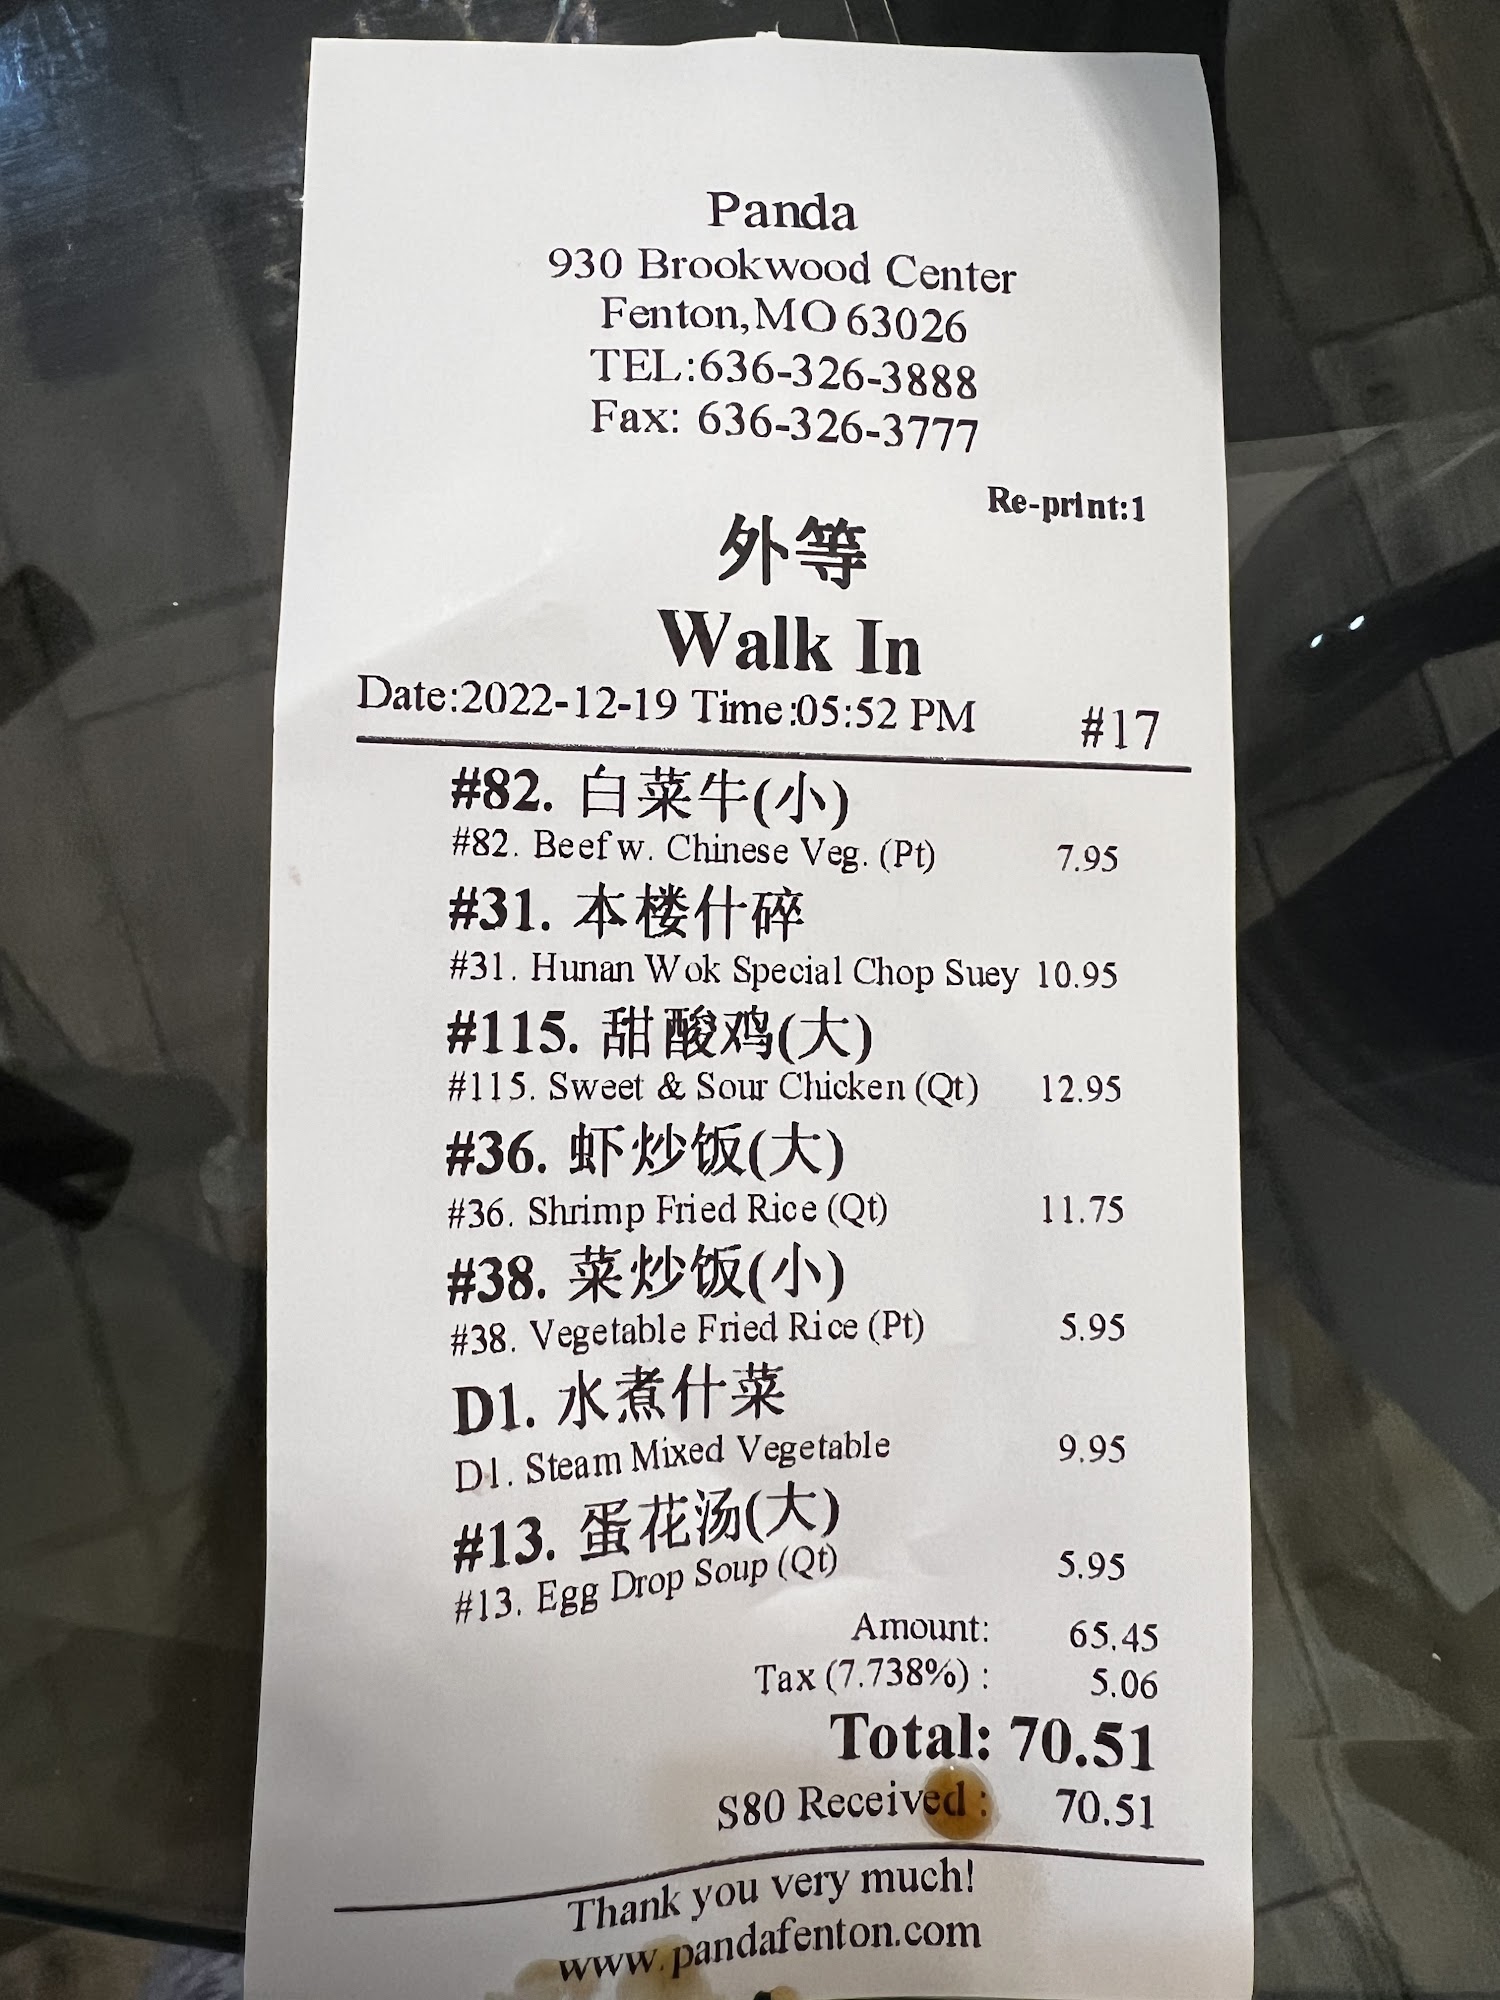 Panda
930 Brookwood Center
Fenton,MO 63026
TEL:636-326-3888
Fax: 636-326-3777
Re-print:1
外等
Walk In
Date:2022-12-19 Time:05:52 PM #17
#82. 白菜牛(小)
#82. Beef w. Chinese Veg. (Pt) 7.95
#31. 本楼什碎
#31. Hunan Wok Special Chop Suey 10.95
#115. 甜酸鸡(大)
#115. Sweet & Sour Chicken (Qt) 12.95
#36. 虾炒饭(大)
#36. Shrimp Fried Rice (Qt) 11.75
#38. 菜炒饭(小)
#38. Vegetable Fried Rice (Pt) 5.95
D1. 水煮什菜
D1. Steam Mixed Vegetable 9.95
#13. 蛋花汤(大)
#13. Egg Drop Soup (Qt) 5.95
Amount: 65.45
Tax (7.738%) : 5.06
Total: 70.51
S80 Received : 70.51
Thank you very much!
www.pandafenton.com